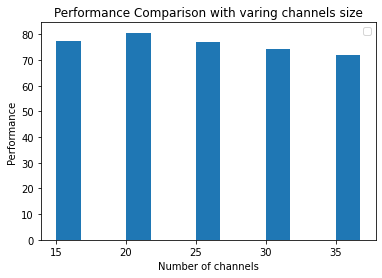 Performance Comparison with varing channels size
80
70
60
50
40
30
20
10
0
Performance
15 20 25 30 35
Number of channels